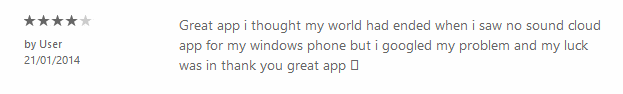 Great app i thought my world had ended when i saw no sound cloud
app for my windows phone but i googled my problem and my luck
was in thank you great app
by User
21/01/2014